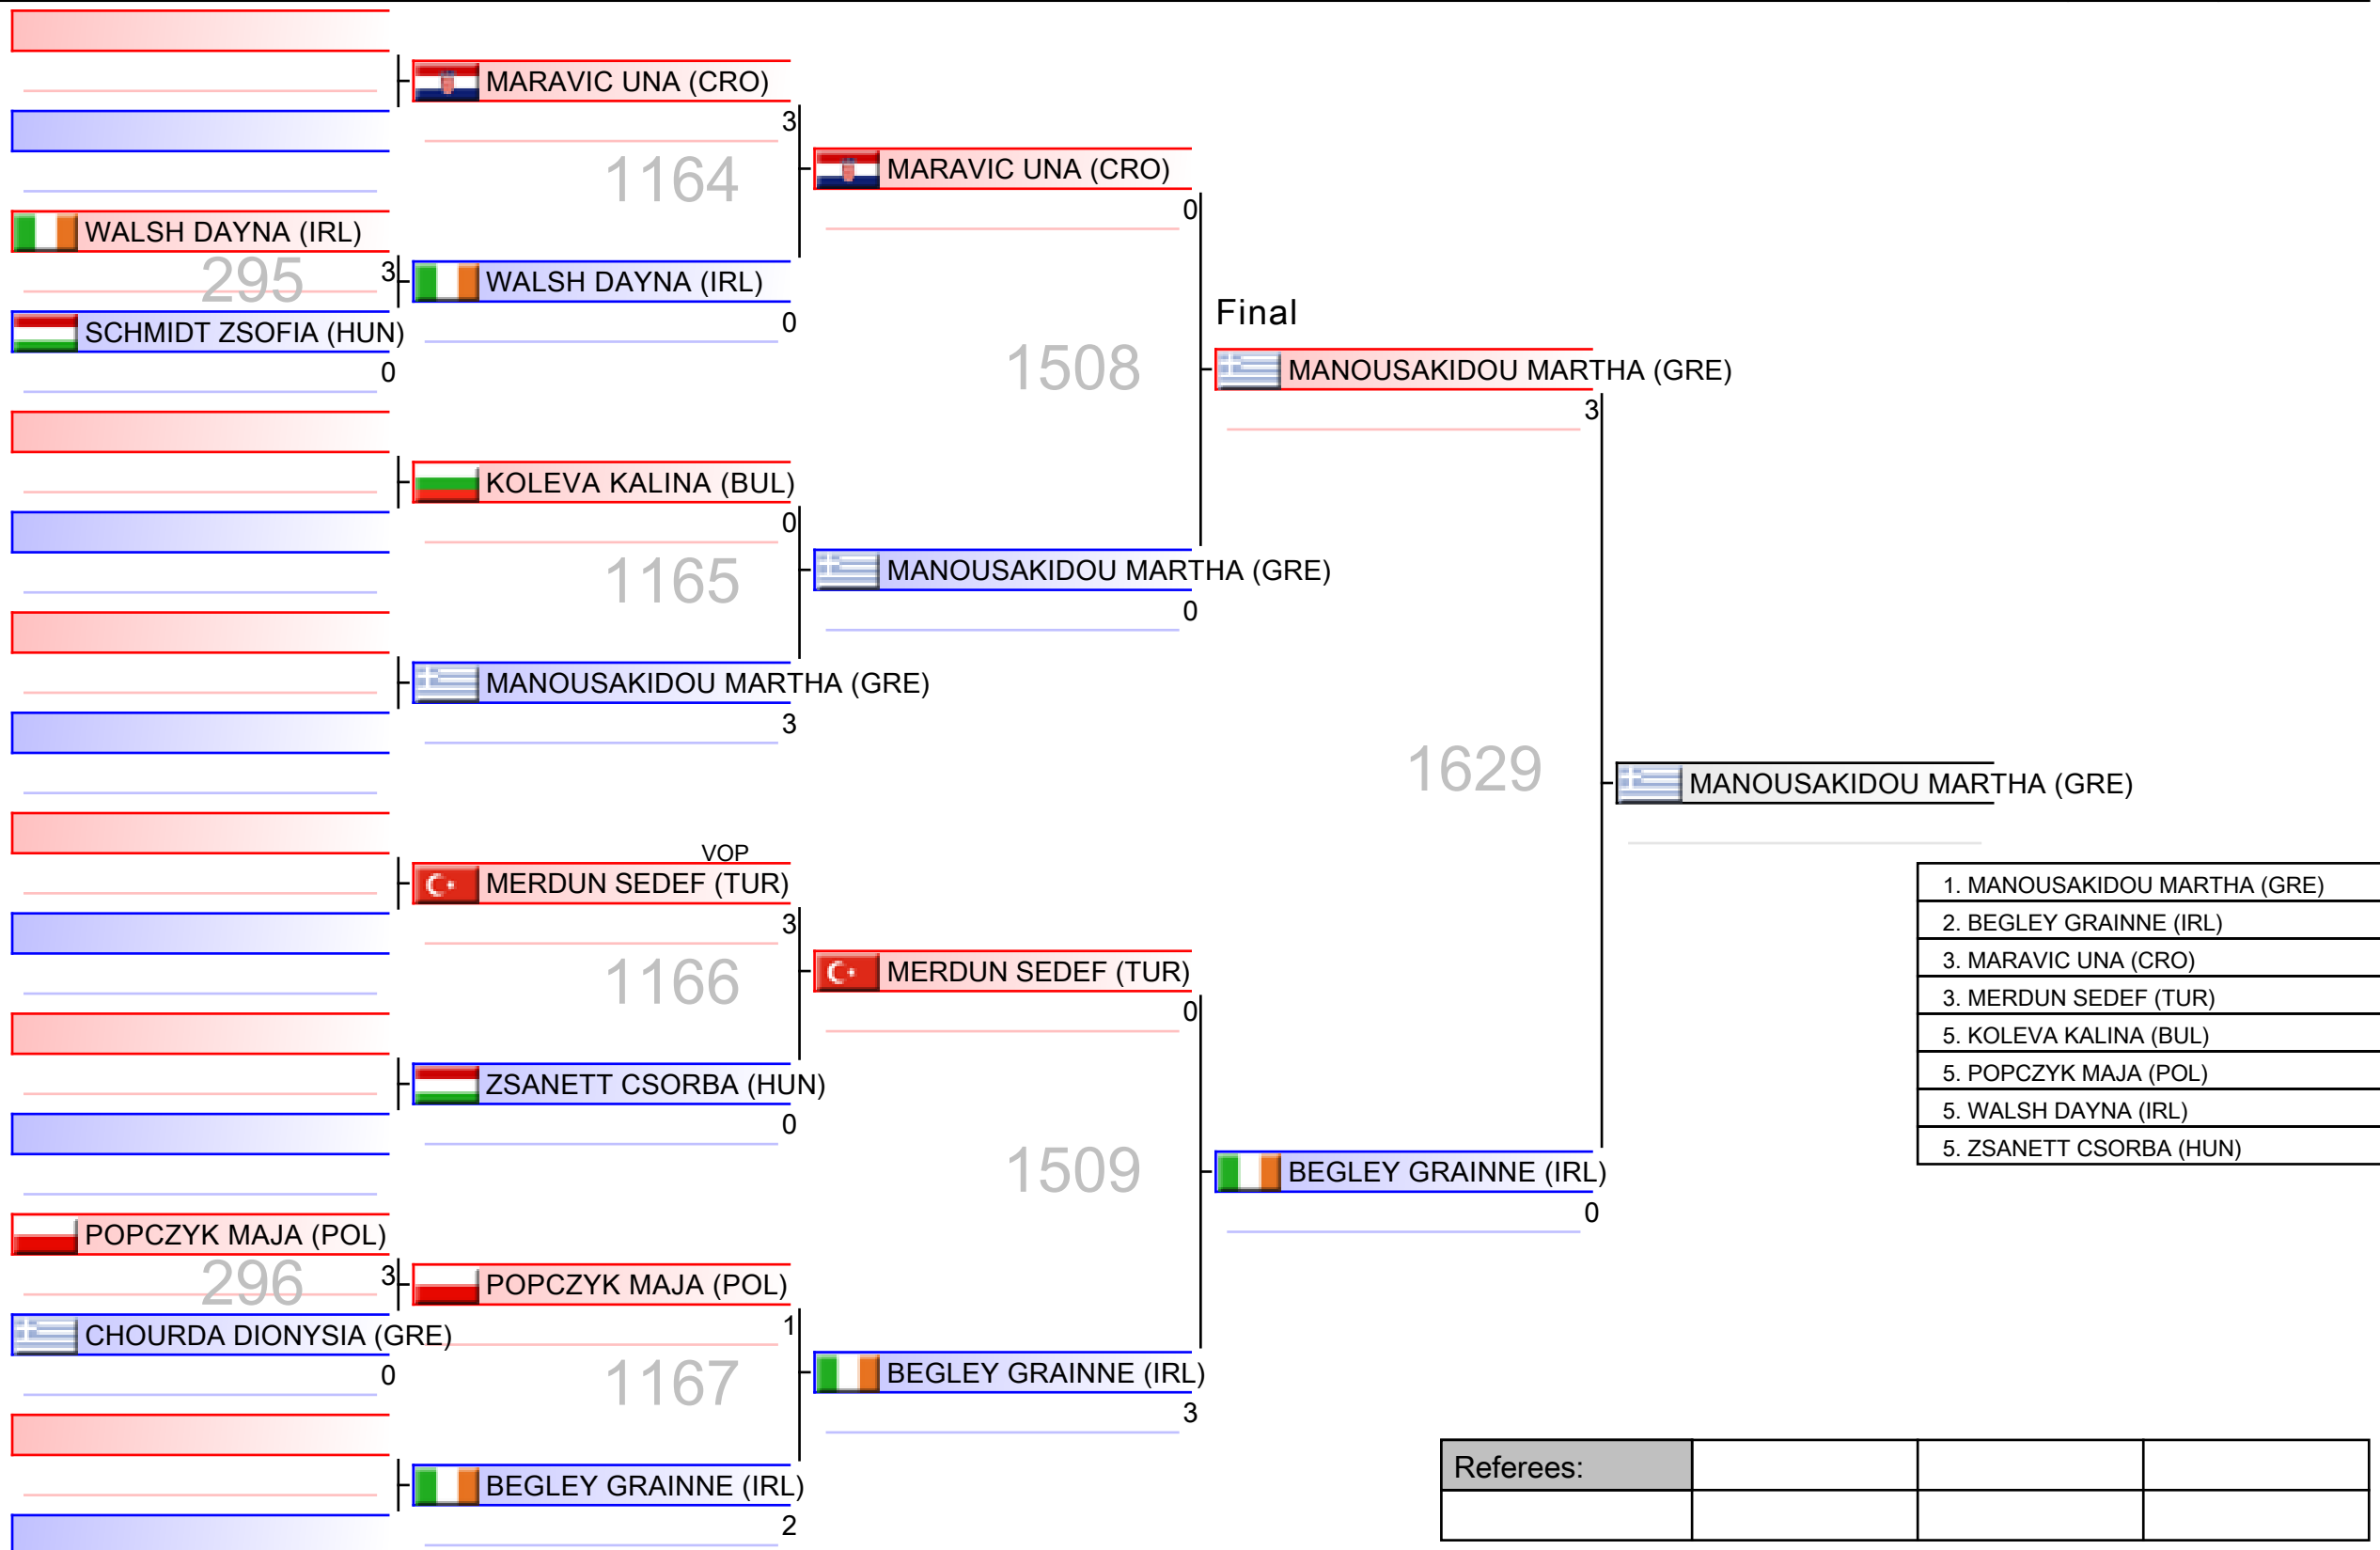 MARAVIC UNA (CRO)
3
1164
MARAVIC UNA (CRO)
0
WALSH DAYNA (IRL)
295
3
WALSH DAYNA (IRL)
0
SCHMIDT ZSOFIA (HUN)
0
1508
Final
MANOUSAKIDOU MARTHA (GRE)
3
KOLEVA KALINA (BUL)
0
1165
MANOUSAKIDOU MARTHA (GRE)
0
MANOUSAKIDOU MARTHA (GRE)
3
1629
MANOUSAKIDOU MARTHA (GRE)
VOP
MERDUN SEDEF (TUR)
3
1166
MERDUN SEDEF (TUR)
0
ZSANETT CSORBA (HUN)
0
1509
BEGLEY GRAINNE (IRL)
0
POPCZYK MAJA (POL)
296
3
POPCZYK MAJA (POL)
1
CHOURDA DIONYSIA (GRE)
0
1167
BEGLEY GRAINNE (IRL)
3
BEGLEY GRAINNE (IRL)
2
1. MANOUSAKIDOU MARTHA (GRE)
2. BEGLEY GRAINNE (IRL)
3. MARAVIC UNA (CRO)
3. MERDUN SEDEF (TUR)
5. KOLEVA KALINA (BUL)
5. POPCZYK MAJA (POL)
5. WALSH DAYNA (IRL)
5. ZSANETT CSORBA (HUN)
Referees: